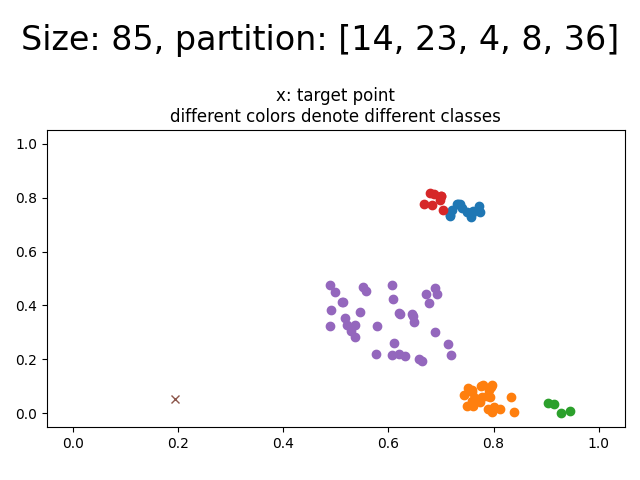 Size: 85, partition: [14, 23, 4, 8, 36]
x: target point
different colors denote different classes
1.0
0.8
0.6
0.4
0.2
0.0
0.0 0.2 0.4 0.6 0.8 1.0